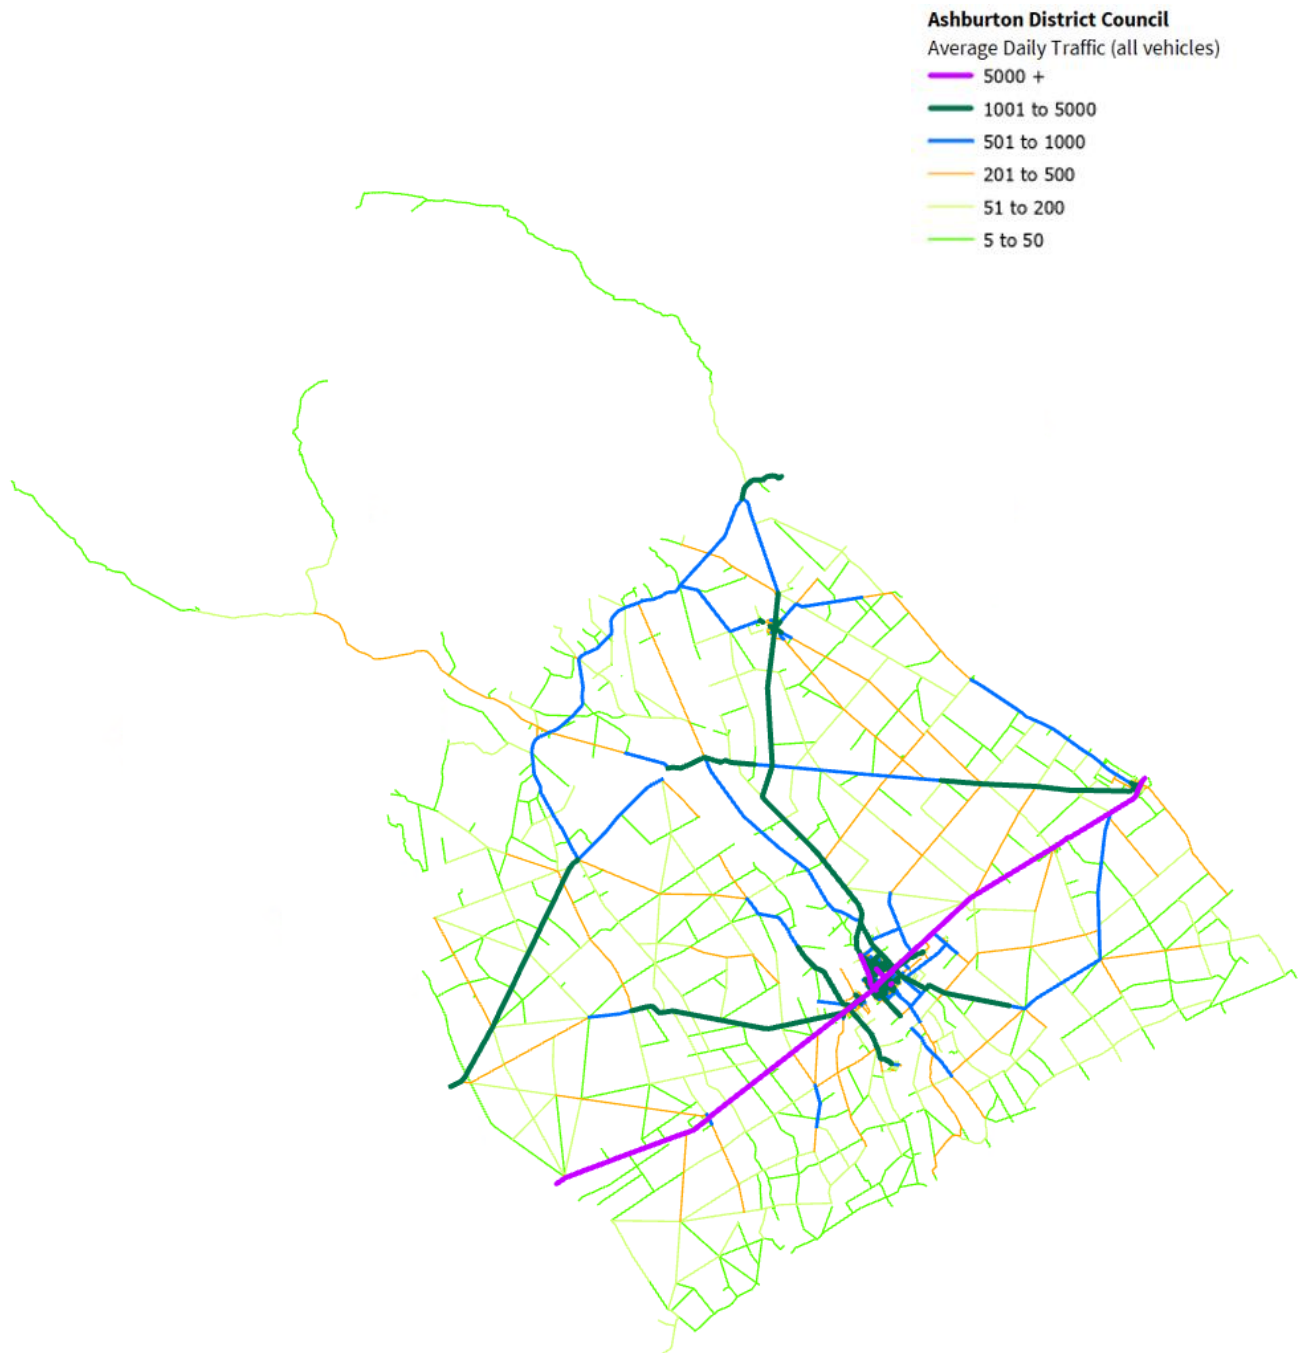 Ashburton District Council
Average Daily Traffic (all vehicles)
5000 +
1001 to 5000
501 to 1000
201 to 500
51 to 200
5 to 50